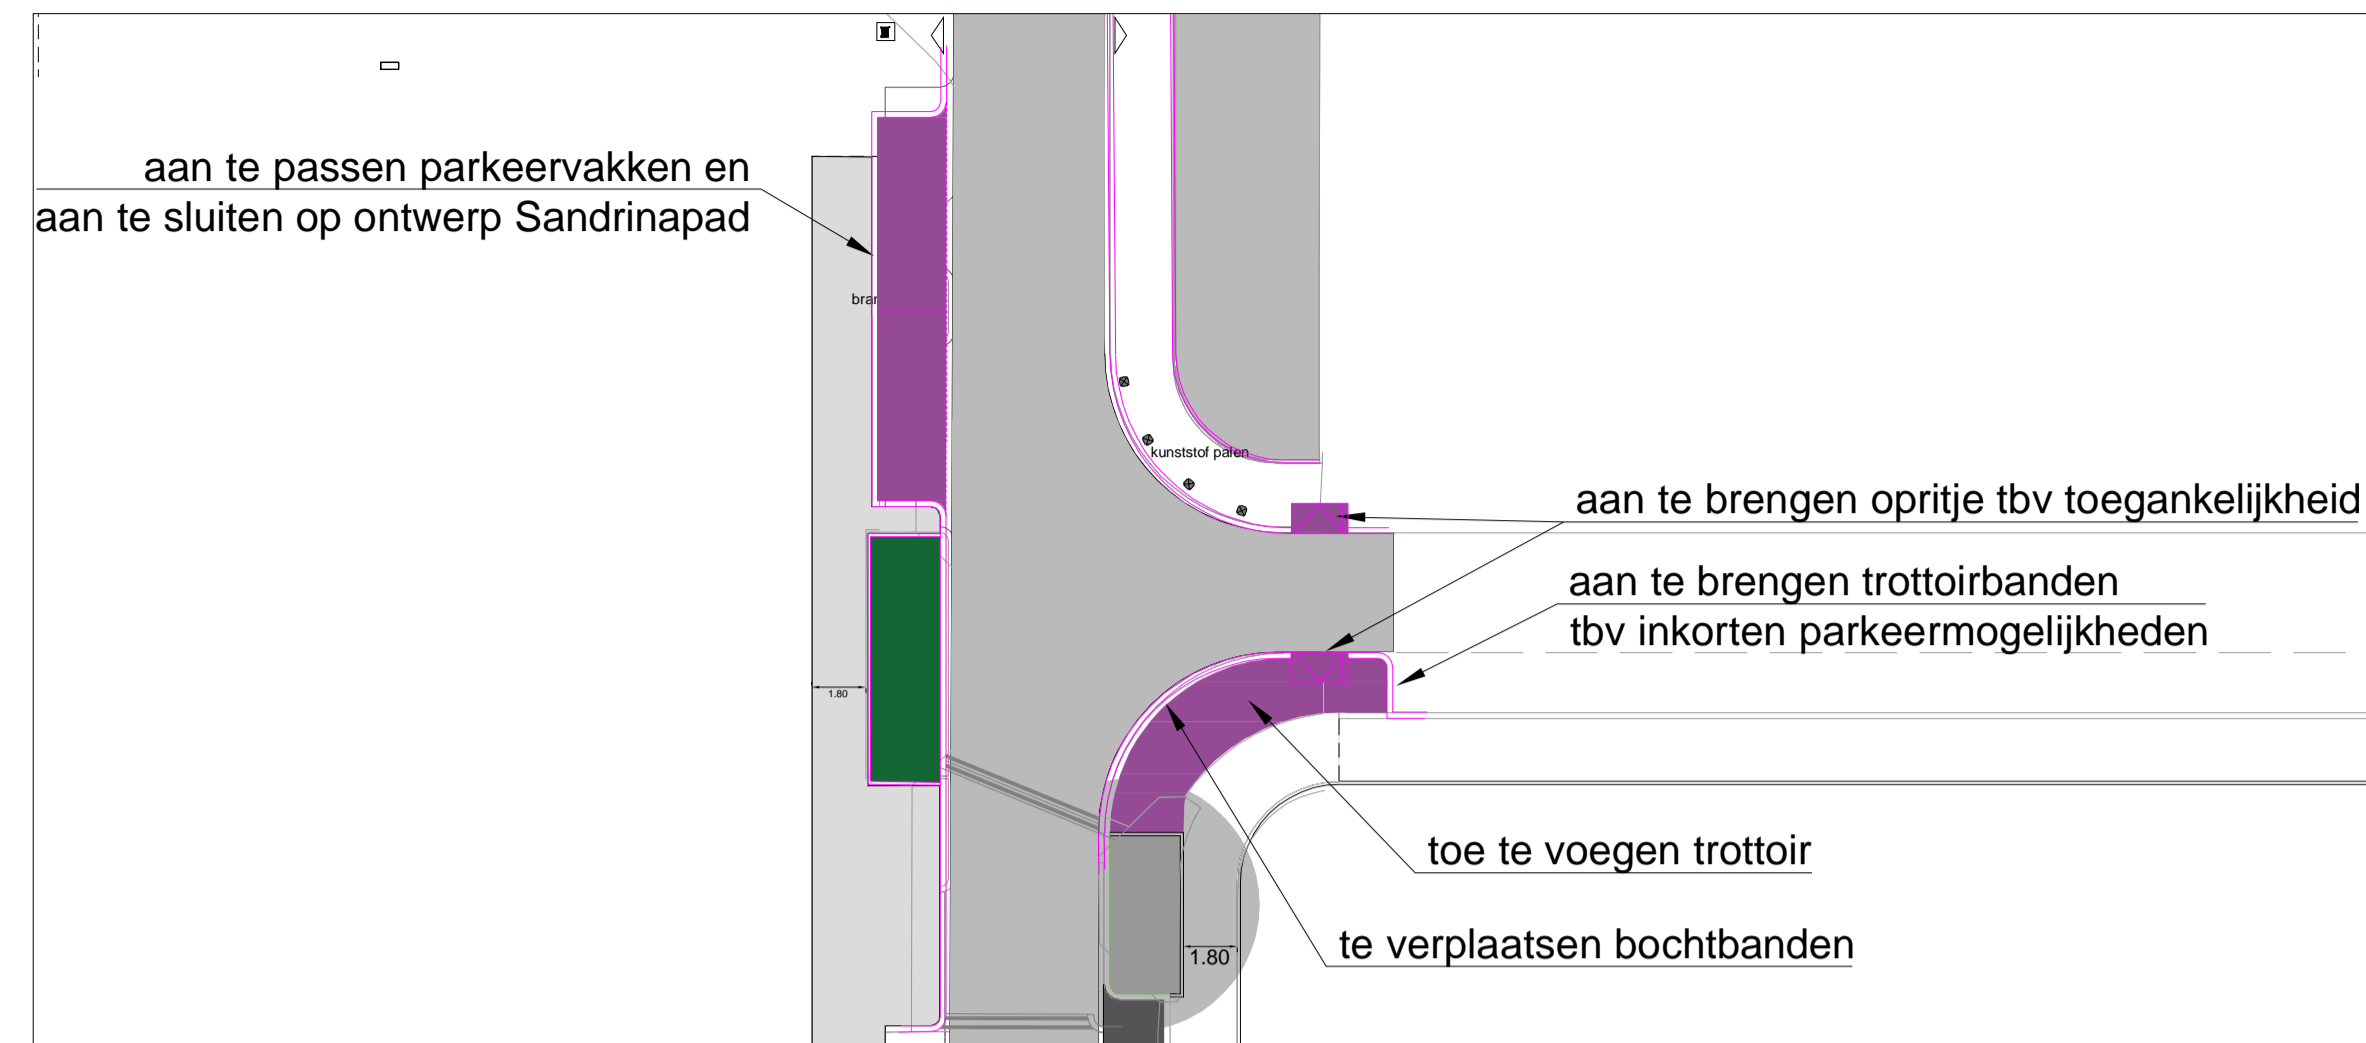 aan te passen parkeervakken en
aan te sluiten op ontwerp Sandrinapad
kunststof palen
aan te brengen opritje tbv toegankelijkheid
aan te brengen trottoirbanden
tbv inkorten parkeermogelijkheden
1.80
toe te voegen trottoir
te verplaatsen bochtbanden
1.80